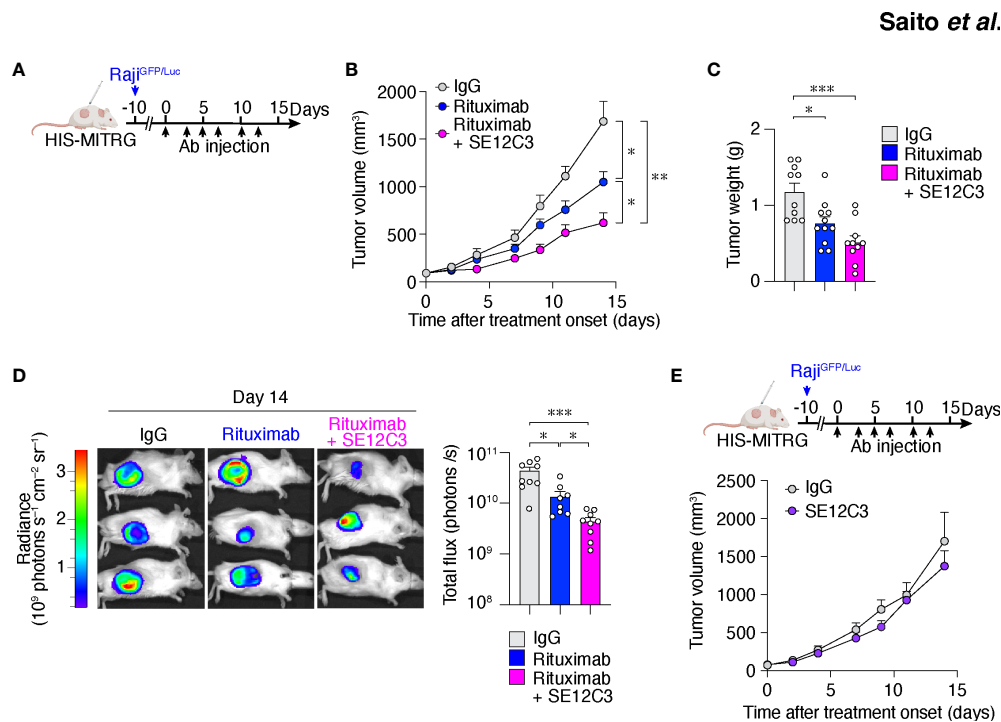 Saito et al.
A
Raji^GFP/Luc
-10 0 5 10 15 Days
HIS-MITRG
Ab injection
B
IgG
Rituximab
Rituximab
+ SE12C3
2000
1500
1000
500
0
Tumor volume (mm³)
0 5 10 15
Time after treatment onset (days)
*
*
**
C
***
*
2
1
0
Tumor weight (g)
IgG
Rituximab
Rituximab
+ SE12C3
D
Day 14
IgG Rituximab Rituximab
+ SE12C3
3
2
1
Radiance
(10⁹ photons s⁻¹ cm⁻² sr⁻¹)
***
* *
10¹¹
10¹⁰
10⁹
10⁸
Total flux (photons /s)
IgG
Rituximab
Rituximab
+ SE12C3
E
Raji^GFP/Luc
-10 0 5 10 15 Days
HIS-MITRG
Ab injection
IgG
SE12C3
2500
2000
1500
1000
500
0
Tumor volume (mm³)
0 5 10 15
Time after treatment onset (days)